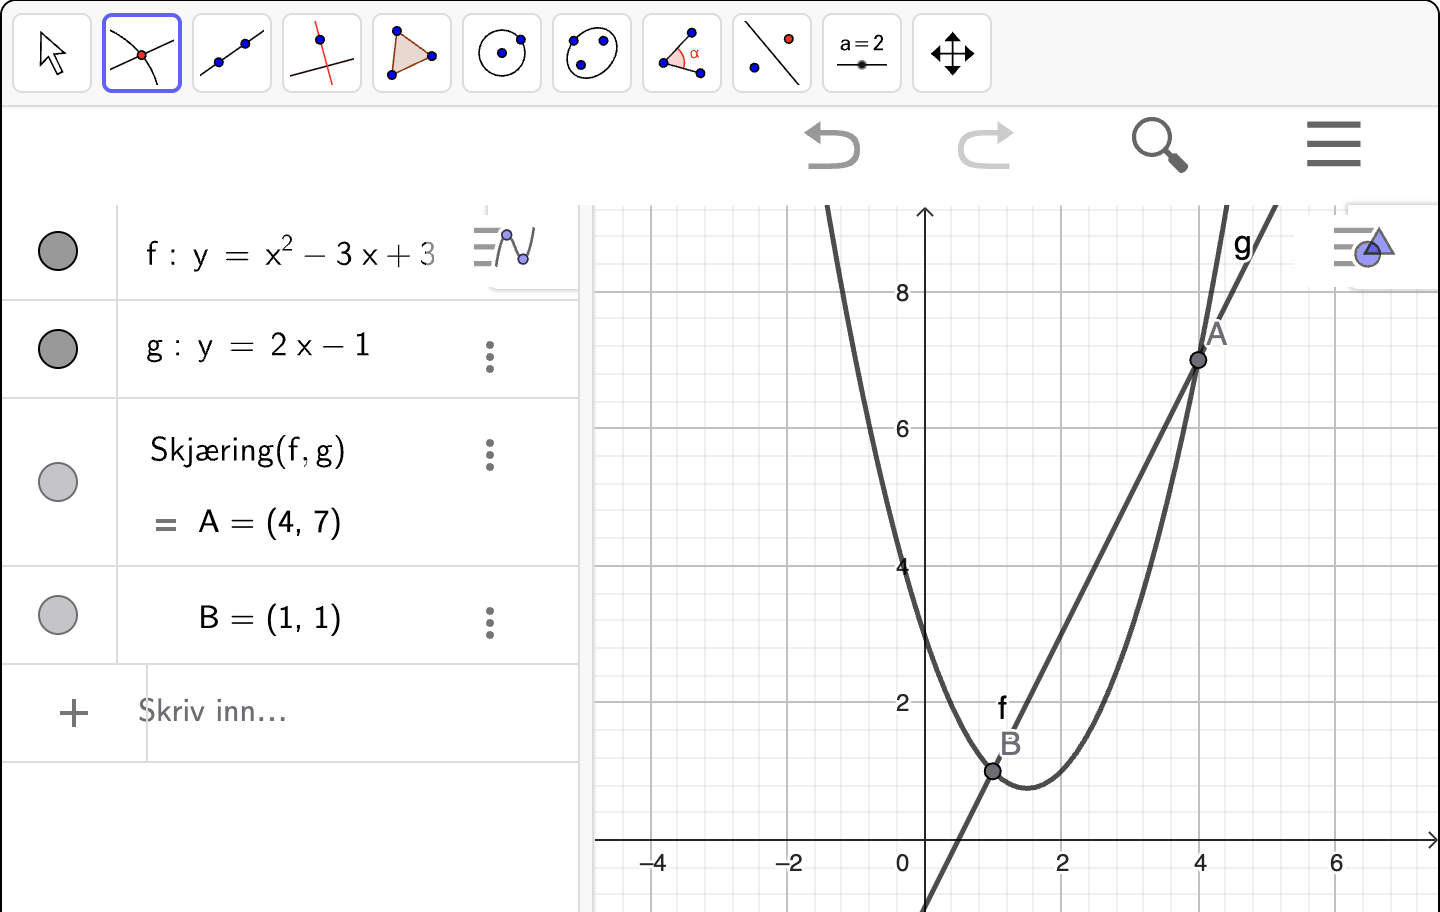 α
a=2
f : y = x² − 3 x + 3
g : y = 2 x − 1
Skjæring(f, g)
= A = (4, 7)
B = (1, 1)
+ Skriv inn…
g
8
A
6
4
f
2
B
−4 −2 0 2 4 6